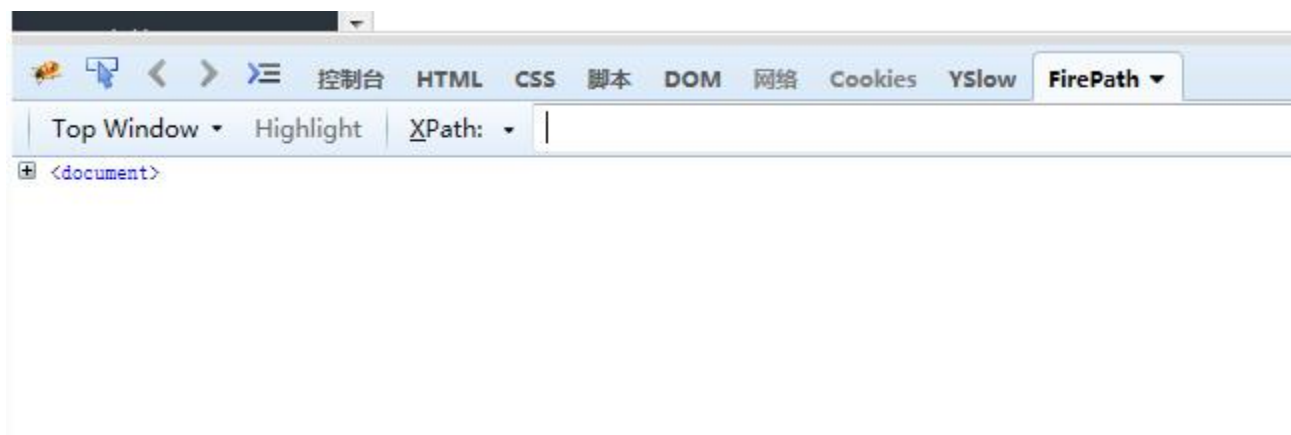 控制台 HTML CSS 脚本 DOM 网络 Cookies YSlow FirePath
Top Window Highlight XPath:
<document>